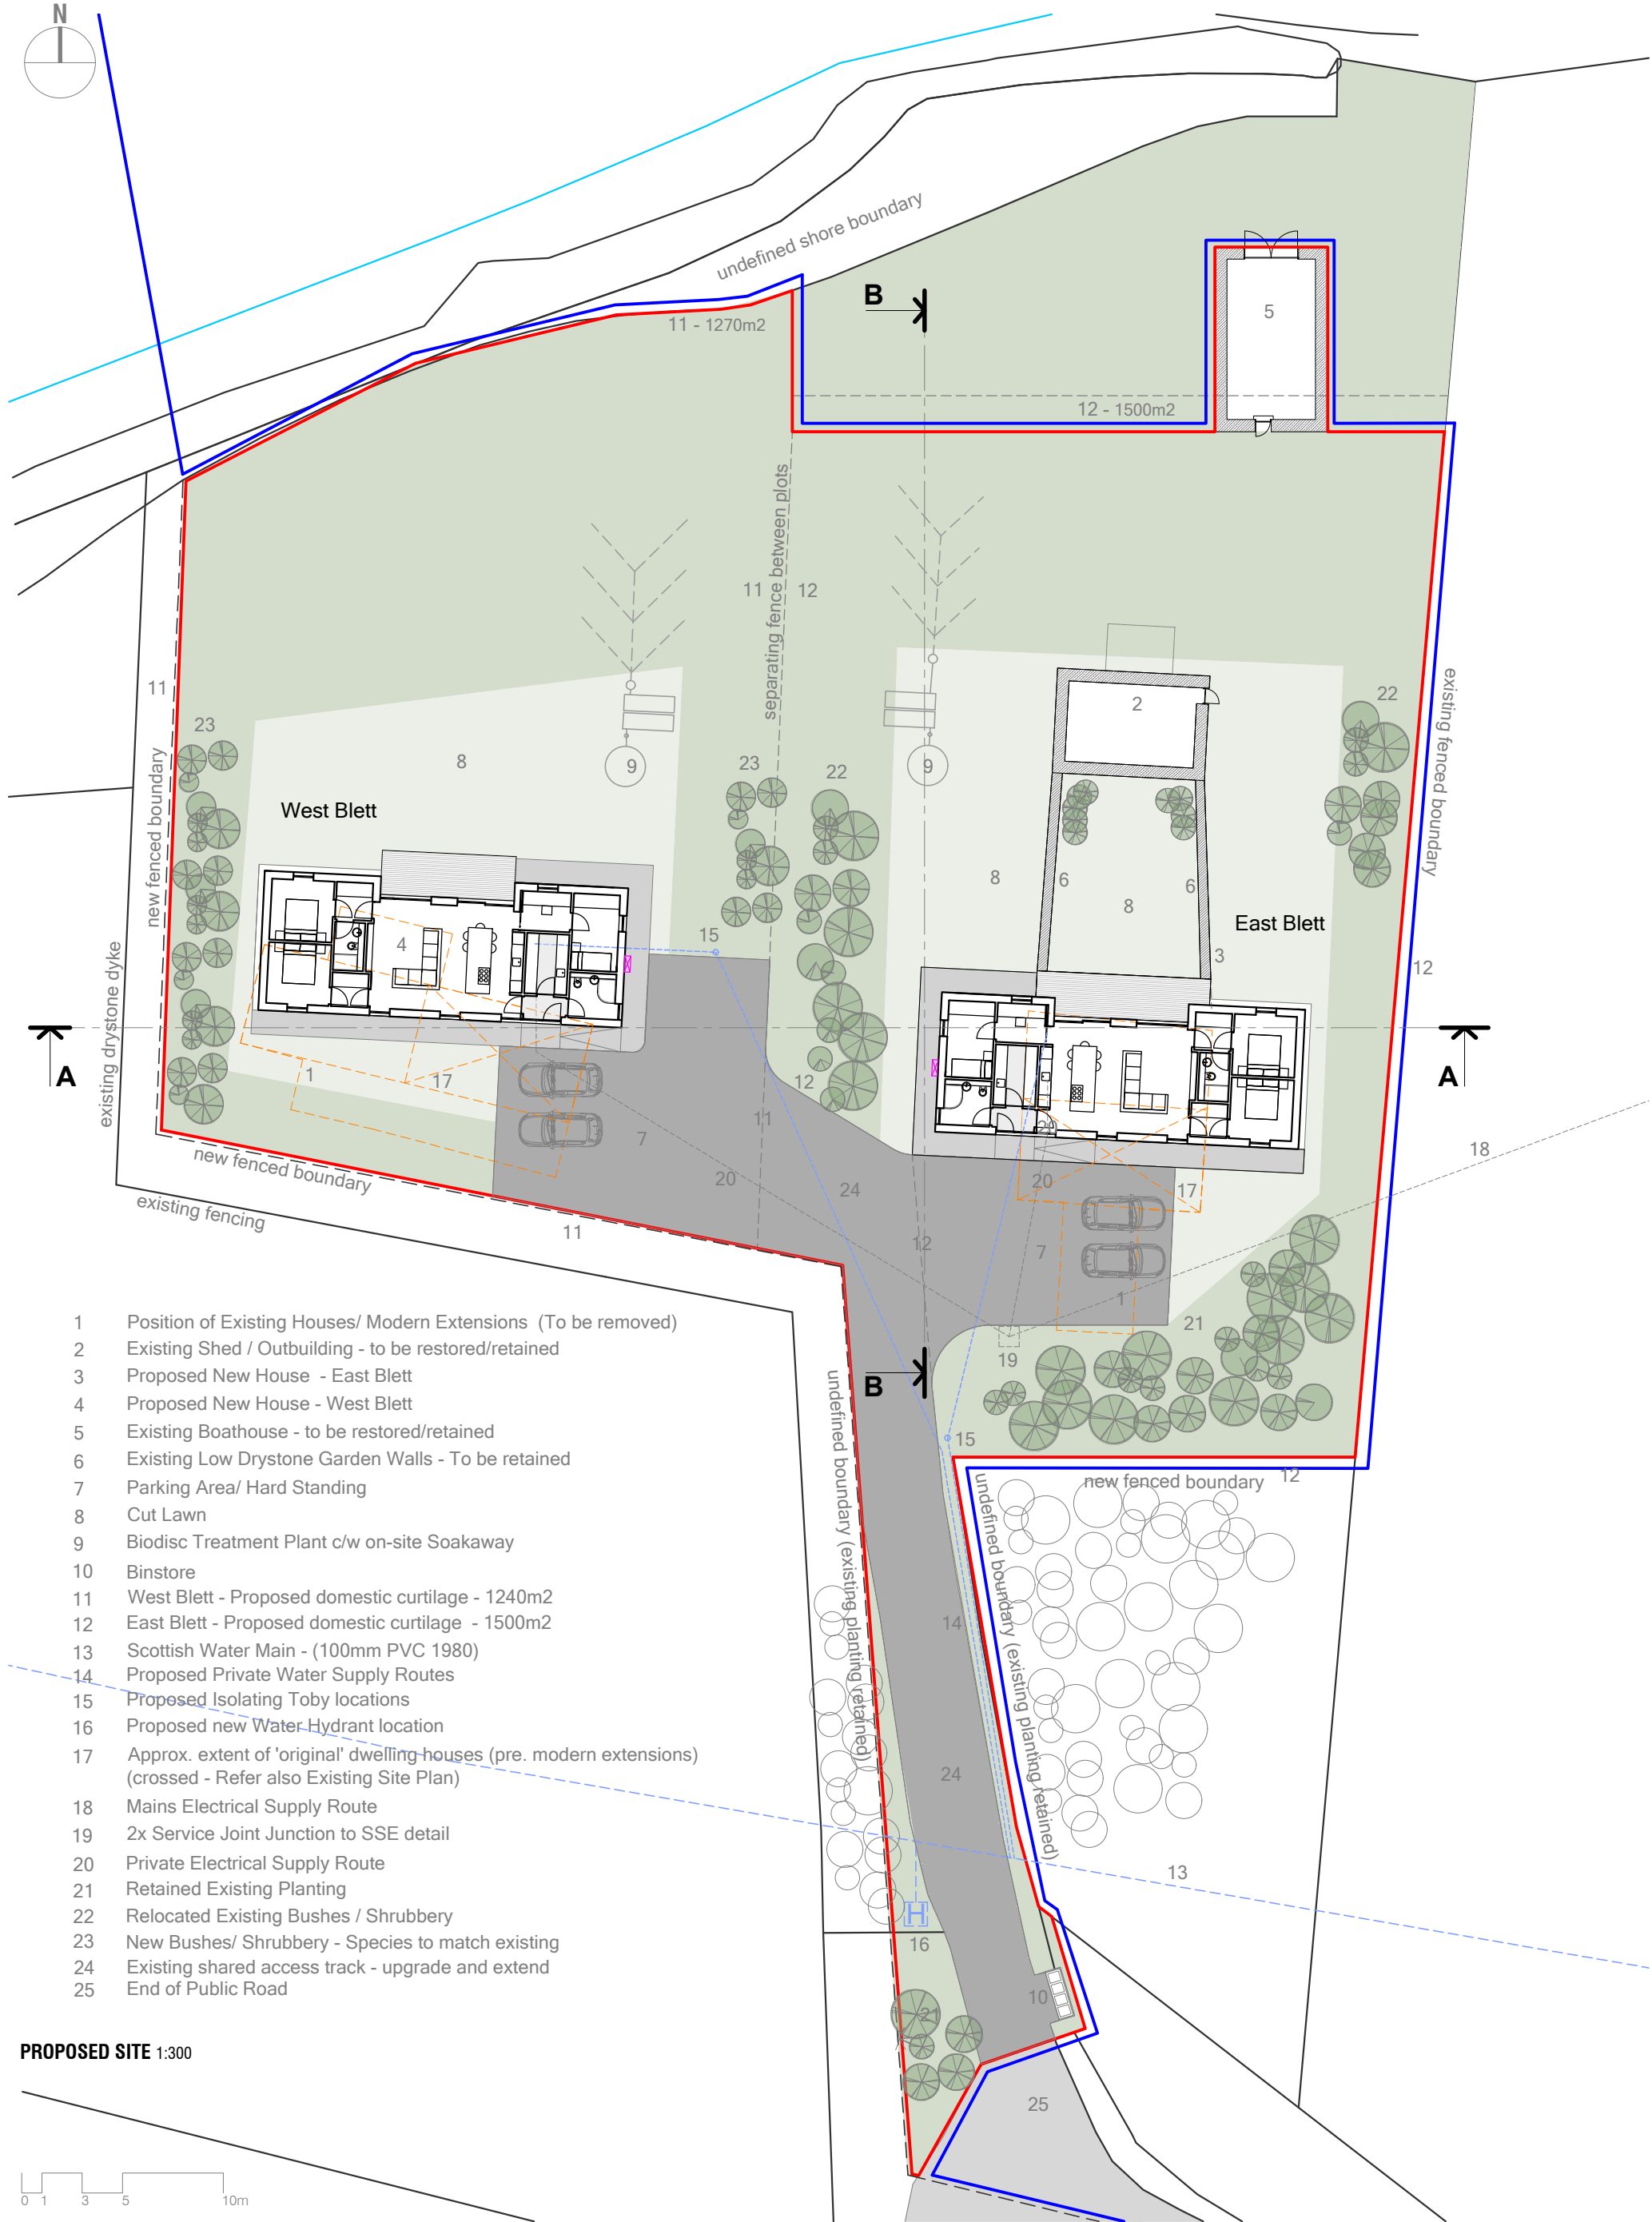 N
undefined shore boundary
B
11 - 1270m2
5
12 - 1500m2
separating fence between plots
11
12
11
23
8
West Blett
9
23
22
9
2
22
existing fenced boundary
new fenced boundary
existing drystone dyke
4
15
8
6
8
6
East Blett
3
12
A
A
1
17
12
11
7
20
24
20
20
17
18
new fenced boundary
existing fencing
11
12
7
1
21
19
B
15
new fenced boundary
12
undefined boundary (existing planting retained)
undefined boundary (existing planting retained)
14
24
13
H
16
10
21
25
1 Position of Existing Houses/ Modern Extensions (To be removed)
2 Existing Shed / Outbuilding - to be restored/retained
3 Proposed New House - East Blett
4 Proposed New House - West Blett
5 Existing Boathouse - to be restored/retained
6 Existing Low Drystone Garden Walls - To be retained
7 Parking Area/ Hard Standing
8 Cut Lawn
9 Biodisc Treatment Plant c/w on-site Soakaway
10 Binstore
11 West Blett - Proposed domestic curtilage - 1240m2
12 East Blett - Proposed domestic curtilage - 1500m2
13 Scottish Water Main - (100mm PVC 1980)
14 Proposed Private Water Supply Routes
15 Proposed Isolating Toby locations
16 Proposed new Water Hydrant location
17 Approx. extent of 'original' dwelling houses (pre. modern extensions)
(crossed - Refer also Existing Site Plan)
18 Mains Electrical Supply Route
19 2x Service Joint Junction to SSE detail
20 Private Electrical Supply Route
21 Retained Existing Planting
22 Relocated Existing Bushes / Shrubbery
23 New Bushes/ Shrubbery - Species to match existing
24 Existing shared access track - upgrade and extend
25 End of Public Road
PROPOSED SITE 1:300
0 1 3 5 10m